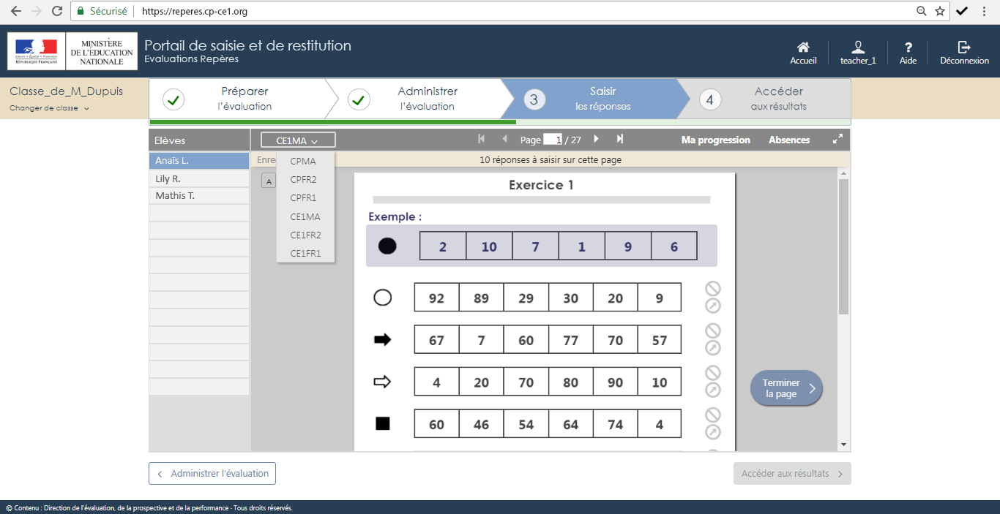 Sécurisé https://reperes.cp-ce1.org
MINISTÈRE
DE L'ÉDUCATION
NATIONALE
Liberté • Égalité • Fraternité
RÉPUBLIQUE FRANÇAISE
Portail de saisie et de restitution
Evaluations Repères
Accueil
teacher_1
?
Aide
Déconnexion
Classe_de_M_Dupuis
Changer de classe
Préparer
l'évaluation
Administrer
l'évaluation
3
Saisir
les réponses
4
Accéder
aux résultats
Elèves
CE1MA
Page 1 / 27
Ma progression
Absences
Anaïs L.
Lily R.
Mathis T.
CPMA
CPFR2
CPFR1
CE1MA
CE1FR2
CE1FR1
Enre
10 réponses à saisir sur cette page
A
Exercice 1
Exemple :
2 10 7 1 9 6
92 89 29 30 20 9
67 7 60 77 70 57
4 20 70 80 90 10
60 46 54 64 74 4
Terminer
la page
Administrer l'évaluation
Accéder aux résultats
© Contenu : Direction de l'évaluation, de la prospective et de la performance - Tous droits réservés.